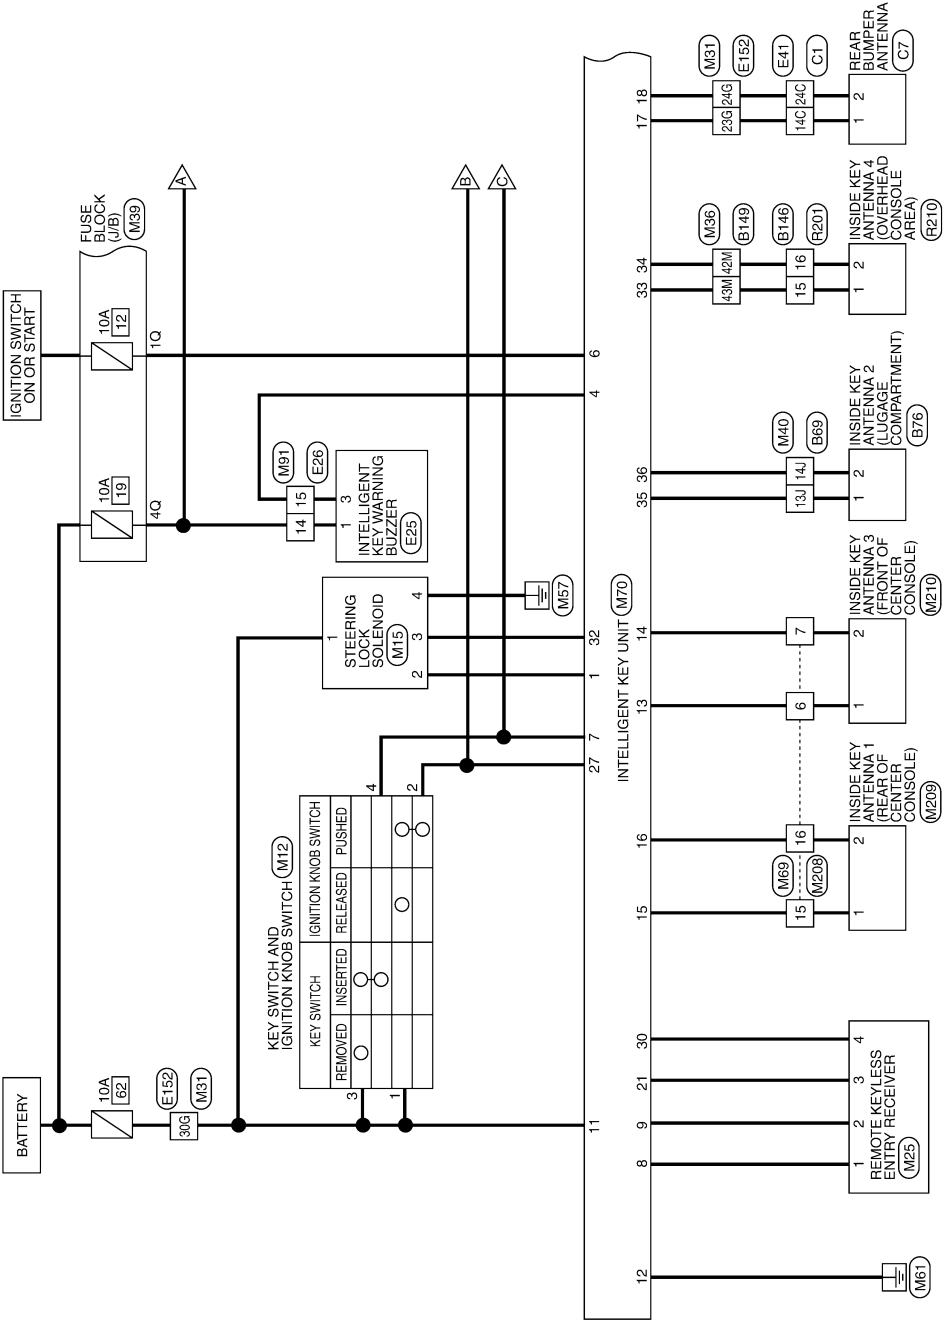 BATTERY
10A
62
E152
M31
30G
IGNITION SWITCH
ON OR START
FUSE
BLOCK
(J/B)
M39
10A
19
4Q
10A
12
1Q
A
B
C
KEY SWITCH AND
IGNITION KNOB SWITCH
M12
KEY SWITCH
IGNITION KNOB SWITCH
REMOVED
INSERTED
RELEASED
PUSHED
3
1
4
2
1
STEERING
LOCK
SOLENOID
M15
2
3
4
M57
M91
E26
14
15
1
3
INTELLIGENT
KEY WARNING
BUZZER
E25
11
27
7
1
32
4
6
INTELLIGENT KEY UNIT
M70
12
8
9
21
30
15
16
13
14
35
36
33
34
17
18
M61
1
2
3
4
REMOTE KEYLESS
ENTRY RECEIVER
M25
M69
M208
15
16
6
7
1
2
INSIDE KEY
ANTENNA 1
(REAR OF
CENTER
CONSOLE)
M209
1
2
INSIDE KEY
ANTENNA 3
(FRONT OF
CENTER
CONSOLE)
M210
M40
B69
13J
14J
1
2
INSIDE KEY
ANTENNA 2
(LUGAGE
COMPARTMENT)
B76
M36
B149
43M
42M
B146
R201
15
16
1
2
INSIDE KEY
ANTENNA 4
(OVERHEAD
CONSOLE
AREA)
R210
M31
E152
23G
24G
E41
C1
14C
24C
1
2
REAR
BUMPER
ANTENNA
C7